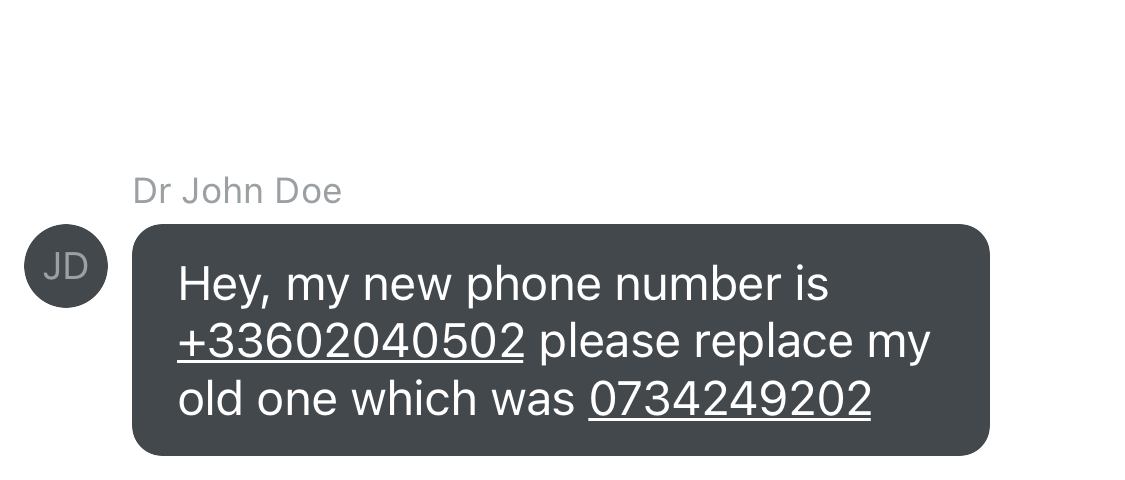 Dr John Doe
JD
Hey, my new phone number is
+33602040502 please replace my
old one which was 0734249202